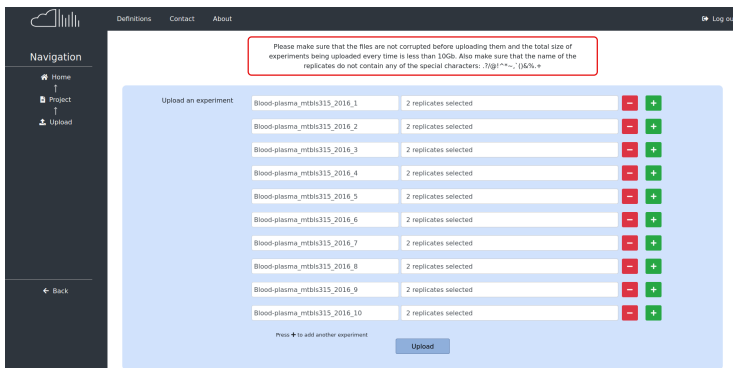 Definitions Contact About Log ou
Please make sure that the files are not corrupted before uploading them and the total size of
experiments being uploaded every time is less than 10Gb. Also make sure that the name of the
replicates do not contain any of the special characters: .?/@!^*~,`()&%.+
Navigation
Home
Project
Upload
Back
Upload an experiment
Blood-plasma_mtbls315_2016_1 2 replicates selected
Blood-plasma_mtbls315_2016_2 2 replicates selected
Blood-plasma_mtbls315_2016_3 2 replicates selected
Blood-plasma_mtbls315_2016_4 2 replicates selected
Blood-plasma_mtbls315_2016_5 2 replicates selected
Blood-plasma_mtbls315_2016_6 2 replicates selected
Blood-plasma_mtbls315_2016_7 2 replicates selected
Blood-plasma_mtbls315_2016_8 2 replicates selected
Blood-plasma_mtbls315_2016_9 2 replicates selected
Blood-plasma_mtbls315_2016_10 2 replicates selected
Press + to add another experiment
Upload